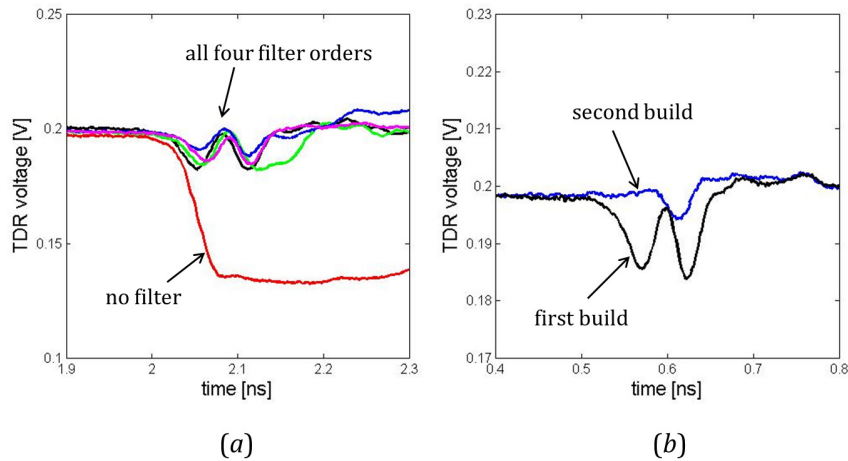 0.25
0.2
0.15
0.1
TDR voltage [V]
all four filter orders
no filter
1.9 2 2.1 2.2 2.3
time [ns]
(a)
0.23
0.22
0.21
0.2
0.19
0.18
0.17
TDR voltage [V]
second build
first build
0.4 0.5 0.6 0.7 0.8
time [ns]
(b)